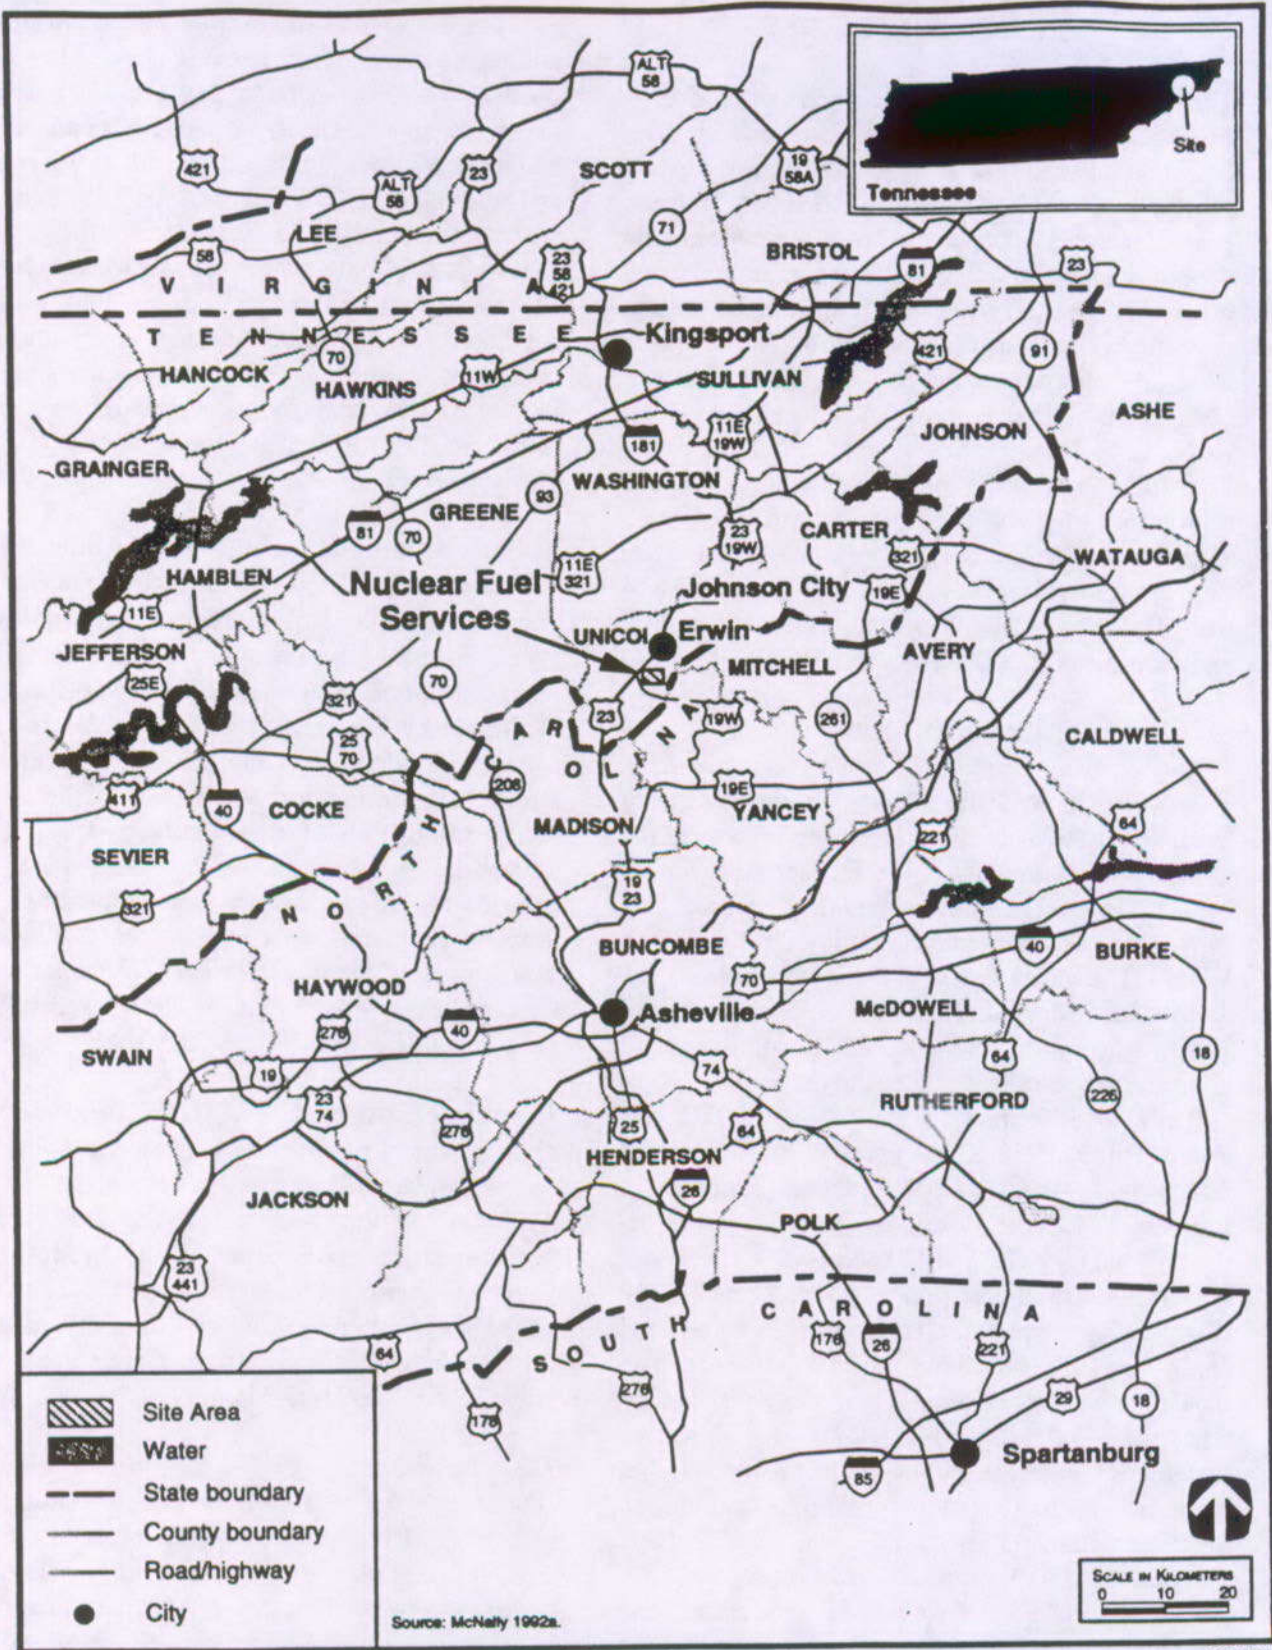 ALT
58
421
23
ALT
58
SCOTT
19
58A
Site
Tennessee
LEE
58
71
BRISTOL
23
58
421
81
23
VIRGINIA
TENNESSEE
Kingsport
70
421
91
HANCOCK
HAWKINS
11W
SULLIVAN
ASHE
11E
19W
JOHNSON
181
GRAINGER
WASHINGTON
93
GREENE
81
70
23
19W
CARTER
321
WATAUGA
HAMBLEN
11E
321
Nuclear Fuel
Services
Johnson City
19E
11E
UNICOI
Erwin
JEFFERSON
MITCHELL
AVERY
25E
70
321
23
19W
261
25
70
CALDWELL
208
19E
411
40
COCKE
YANCEY
MADISON
64
221
SEVIER
19
23
321
NORTH CAROLINA
BUNCOMBE
40
BURKE
70
HAYWOOD
Asheville
McDOWELL
276
40
SWAIN
64
18
19
74
226
23
74
RUTHERFORD
276
25
64
HENDERSON
26
JACKSON
POLK
23
441
SOUTH CAROLINA
176
26
221
64
276
29
18
178
Spartanburg
85
Site Area
Water
State boundary
County boundary
Road/highway
City
Source: McNally 1992a.
SCALE IN KILOMETERS
0 10 20